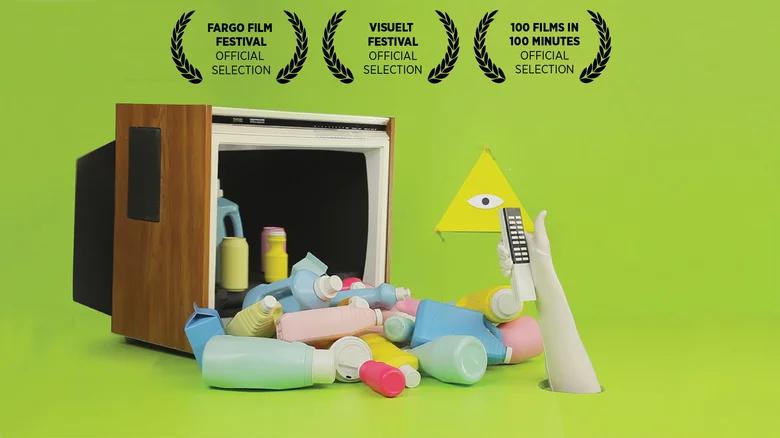 FARGO FILM
FESTIVAL
OFFICIAL
SELECTION
VISUELT
FESTIVAL
OFFICIAL
SELECTION
100 FILMS IN
100 MINUTES
OFFICIAL
SELECTION